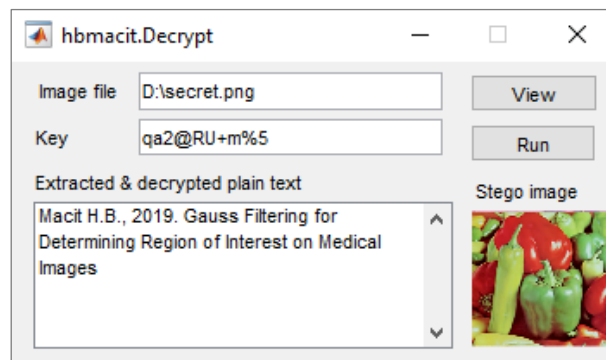 hbmacit.Decrypt
Image file
D:\secret.png
View
Key
qa2@RU+m%5
Run
Extracted & decrypted plain text
Stego image
Macit H.B., 2019. Gauss Filtering for
Determining Region of Interest on Medical
Images